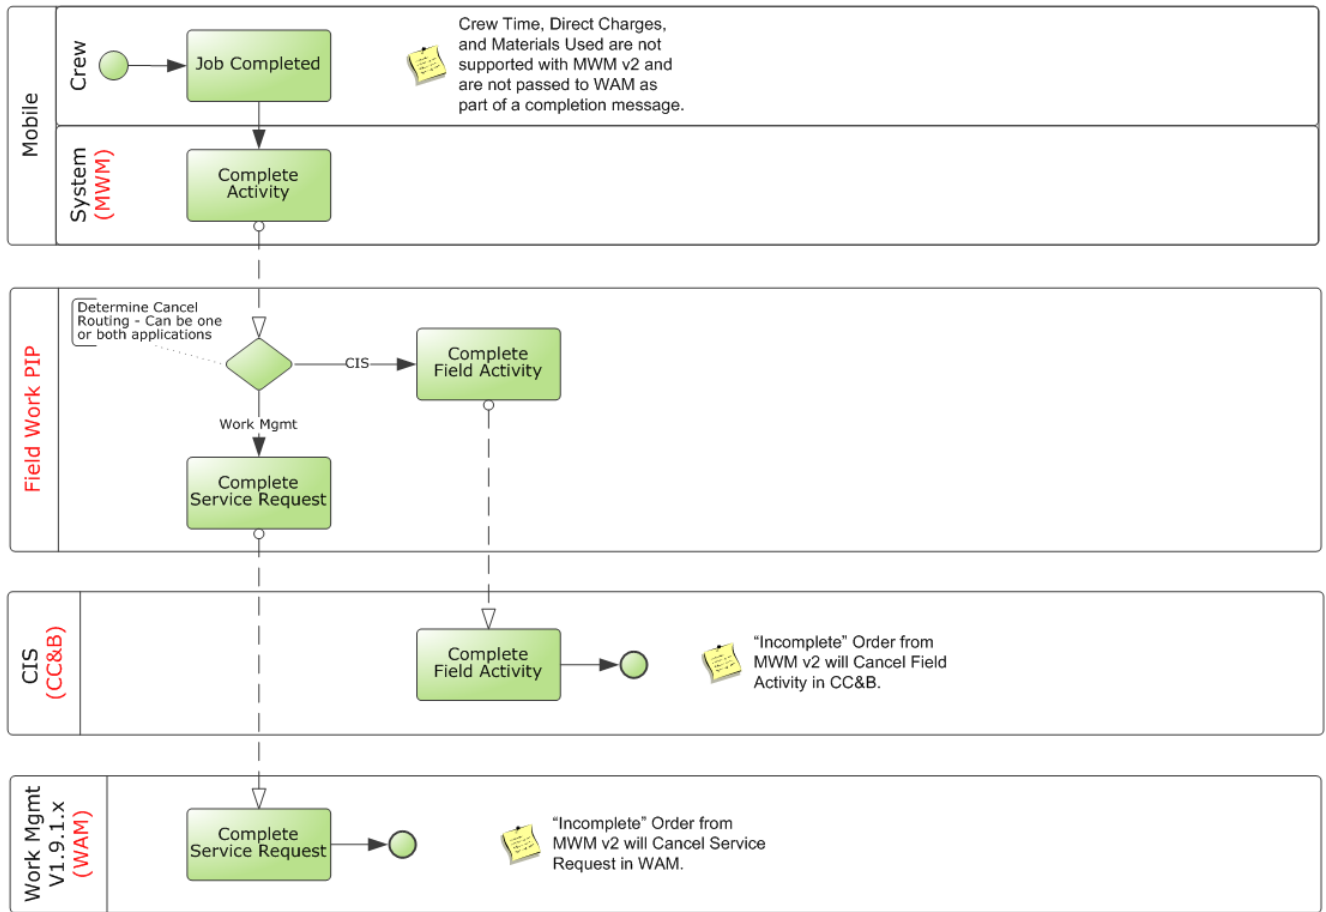 Mobile
Crew
Job Completed
Crew Time, Direct Charges,
and Materials Used are not
supported with MWM v2 and
are not passed to WAM as
part of a completion message.
System
(MWM)
Complete
Activity
Field Work PIP
Determine Cancel
Routing - Can be one
or both applications
CIS
Complete
Field Activity
Work Mgmt
Complete
Service Request
CIS
(CC&B)
Complete
Field Activity
“Incomplete” Order from
MWM v2 will Cancel Field
Activity in CC&B.
Work Mgmt
V1.9.1.x
(WAM)
Complete
Service Request
“Incomplete” Order from
MWM v2 will Cancel Service
Request in WAM.